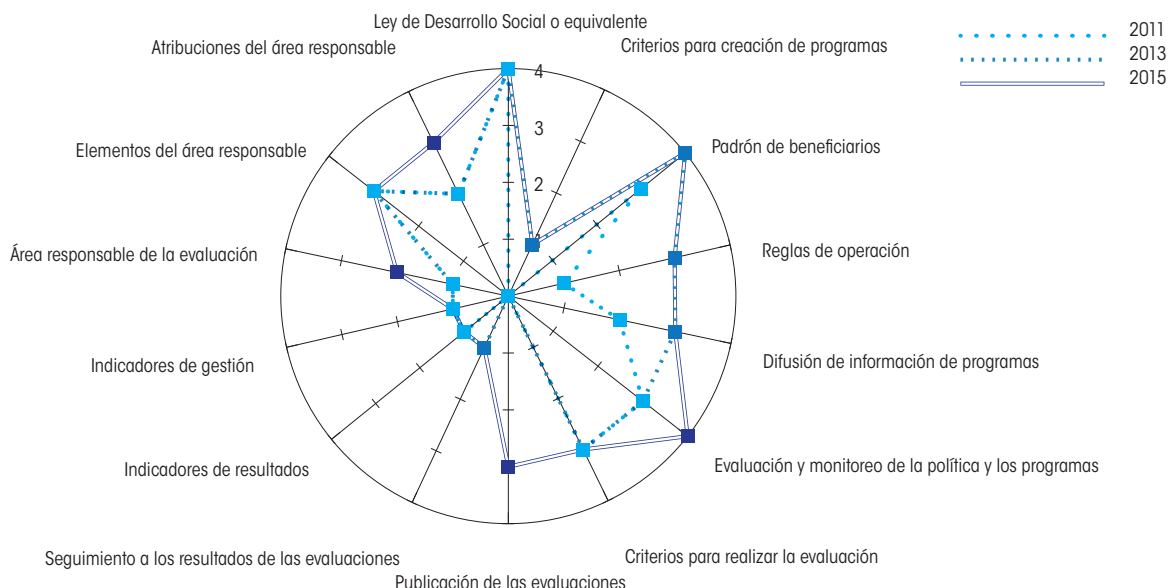 Ley de Desarrollo Social o equivalente
Criterios para creación de programas
Padrón de beneficiarios
Reglas de operación
Difusión de información de programas
Evaluación y monitoreo de la política y los programas
Criterios para realizar la evaluación
Publicación de las evaluaciones
Seguimiento a los resultados de las evaluaciones
Indicadores de resultados
Indicadores de gestión
Área responsable de la evaluación
Elementos del área responsable
Atribuciones del área responsable
4
3
2
1
2011
2013
2015